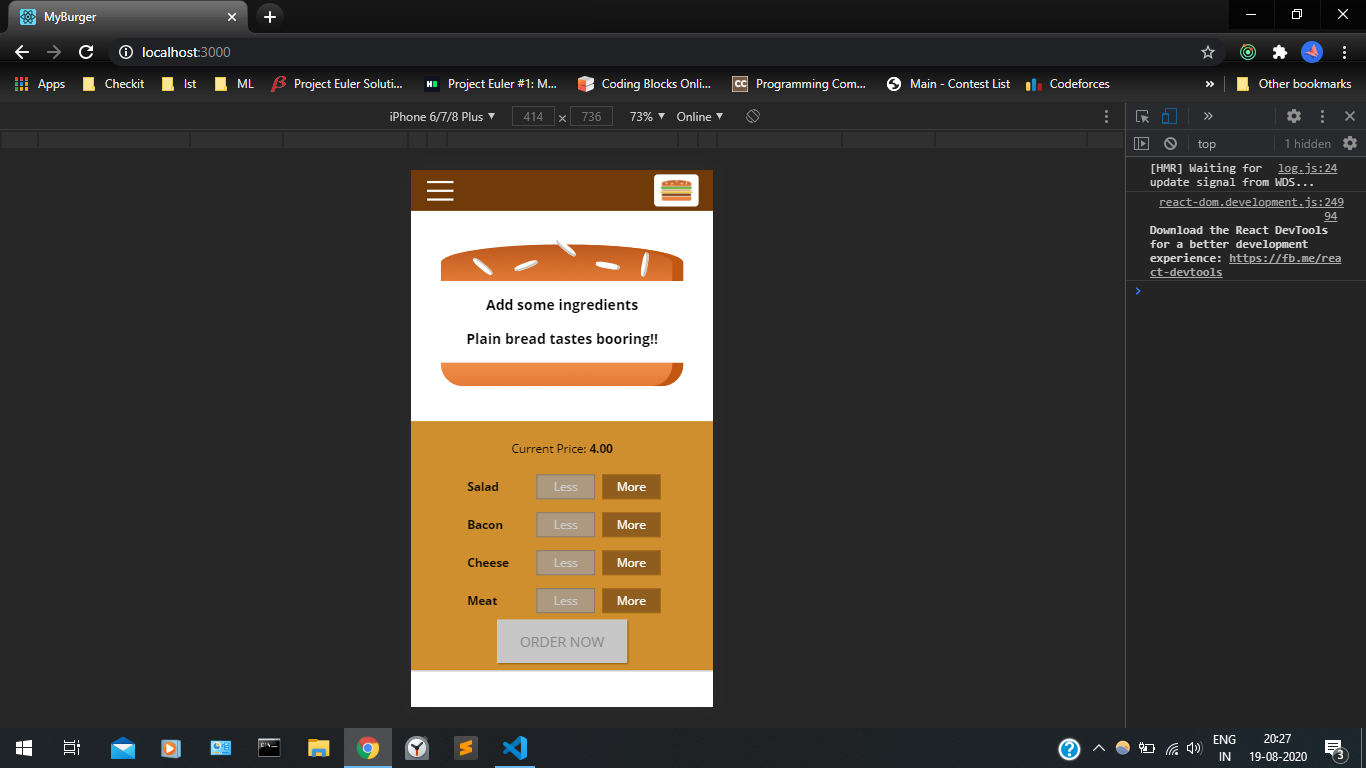 MyBurger
localhost:3000
Apps Checkit Ist ML Project Euler Soluti... Project Euler #1: M... Coding Blocks Onli... Programming Com... Main - Contest List Codeforces » Other bookmarks
iPhone 6/7/8 Plus 414 × 736 73% Online
top 1 hidden
[HMR] Waiting for log.js:24
update signal from WDS...
react-dom.development.js:249
94
Download the React DevTools
for a better development
experience: https://fb.me/rea
ct-devtools
Add some ingredients
Plain bread tastes booring!!
Current Price: 4.00
Salad Less More
Bacon Less More
Cheese Less More
Meat Less More
ORDER NOW
ENG
IN
20:27
19-08-2020
3